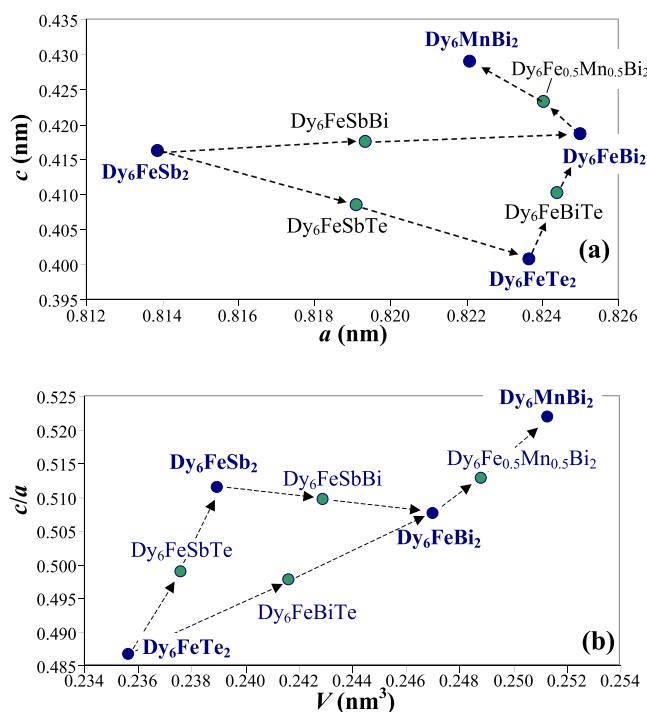 0.435
0.430
0.425
0.420
0.415
0.410
0.405
0.400
0.395
c (nm)
Dy₆MnBi₂
Dy₆Fe₀.₅Mn₀.₅Bi₂
Dy₆FeSbBi
Dy₆FeSb₂
Dy₆FeBi₂
Dy₆FeSbTe
Dy₆FeBiTe
Dy₆FeTe₂
(a)
0.812 0.814 0.816 0.818 0.820 0.822 0.824 0.826
a (nm)
0.525
0.520
0.515
0.510
0.505
0.500
0.495
0.490
0.485
c/a
Dy₆MnBi₂
Dy₆FeSb₂
Dy₆FeSbBi
Dy₆Fe₀.₅Mn₀.₅Bi₂
Dy₆FeBi₂
Dy₆FeSbTe
Dy₆FeBiTe
Dy₆FeTe₂
(b)
0.234 0.236 0.238 0.240 0.242 0.244 0.246 0.248 0.250 0.252 0.254
V (nm³)